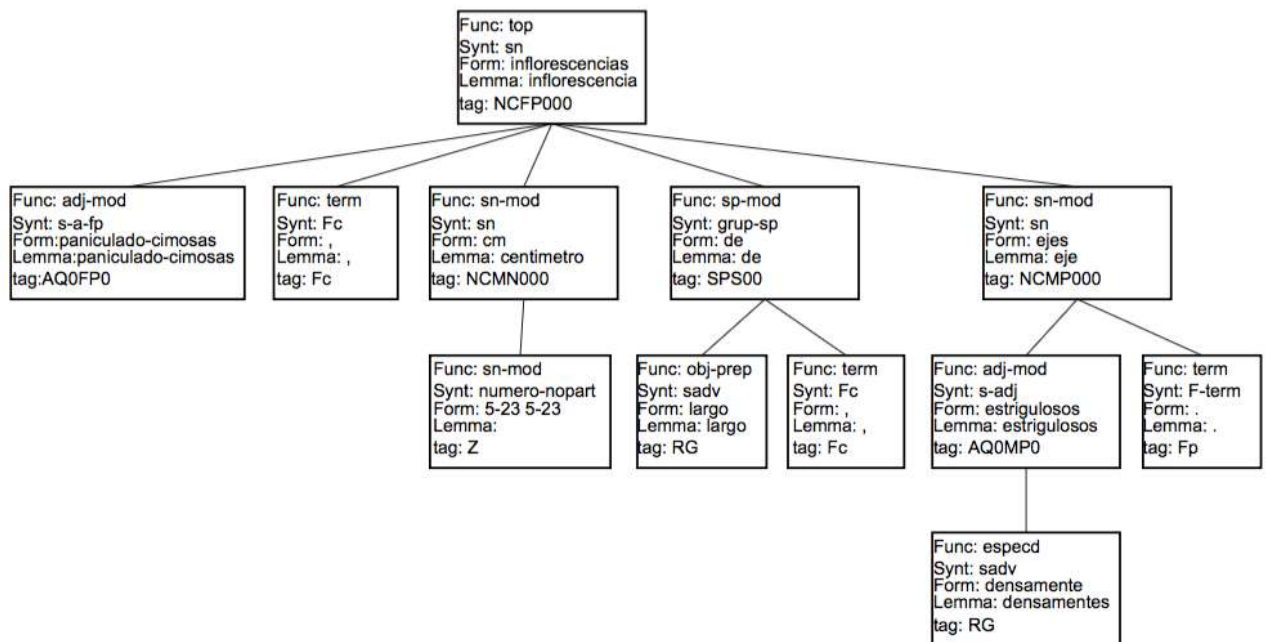 Func: top
Synt: sn
Form: inflorescencias
Lemma: inflorescencia
tag: NCFP000
Func: adj-mod
Synt: s-a-fp
Form:paniculado-cimosas
Lemma:paniculado-cimosas
tag:AQ0FP0
Func: term
Synt: Fc
Form: ,
Lemma: ,
tag: Fc
Func: sn-mod
Synt: sn
Form: cm
Lemma: centimetro
tag: NCMN000
Func: sp-mod
Synt: grup-sp
Form: de
Lemma: de
tag: SPS00
Func: sn-mod
Synt: sn
Form: ejes
Lemma: eje
tag: NCMP000
Func: sn-mod
Synt: numero-nopart
Form: 5-23 5-23
Lemma:
tag: Z
Func: obj-prep
Synt: sadv
Form: largo
Lemma: largo
tag: RG
Func: term
Synt: Fc
Form: ,
Lemma: ,
tag: Fc
Func: adj-mod
Synt: s-adj
Form: estrigulosos
Lemma: estrigulosos
tag: AQ0MP0
Func: term
Synt: F-term
Form: .
Lemma: .
tag: Fp
Func: especd
Synt: sadv
Form: densamente
Lemma: densamentes
tag: RG